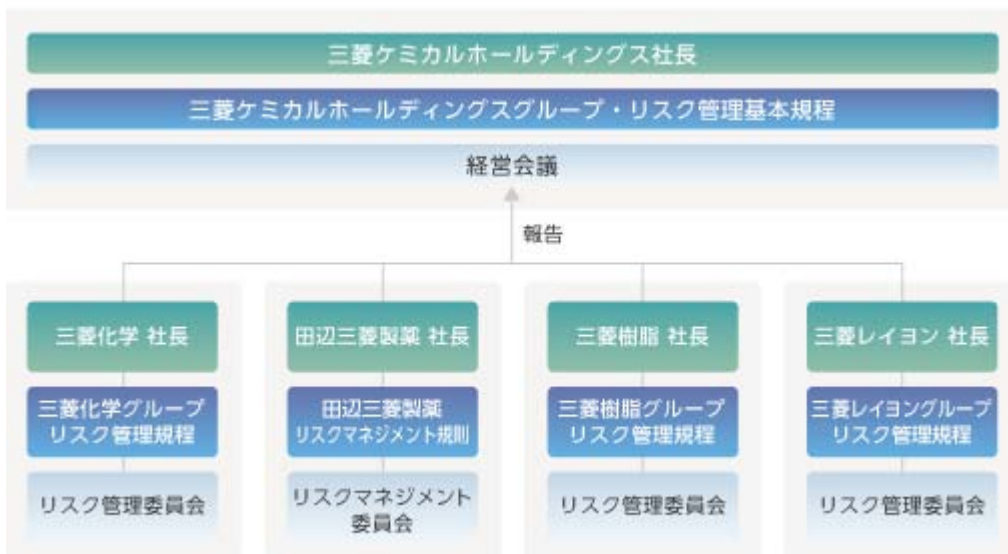 三菱ケミカルホールディングス社長
三菱ケミカルホールディングスグループ・リスク管理基本規程
経営会議
報告
三菱化学 社長
三菱化学グループ
リスク管理規程
リスク管理委員会
田辺三菱製薬 社長
田辺三菱製薬
リスクマネジメント規則
リスクマネジメント
委員会
三菱樹脂 社長
三菱樹脂グループ
リスク管理規程
リスク管理委員会
三菱レイヨン 社長
三菱レイヨングループ
リスク管理規程
リスク管理委員会